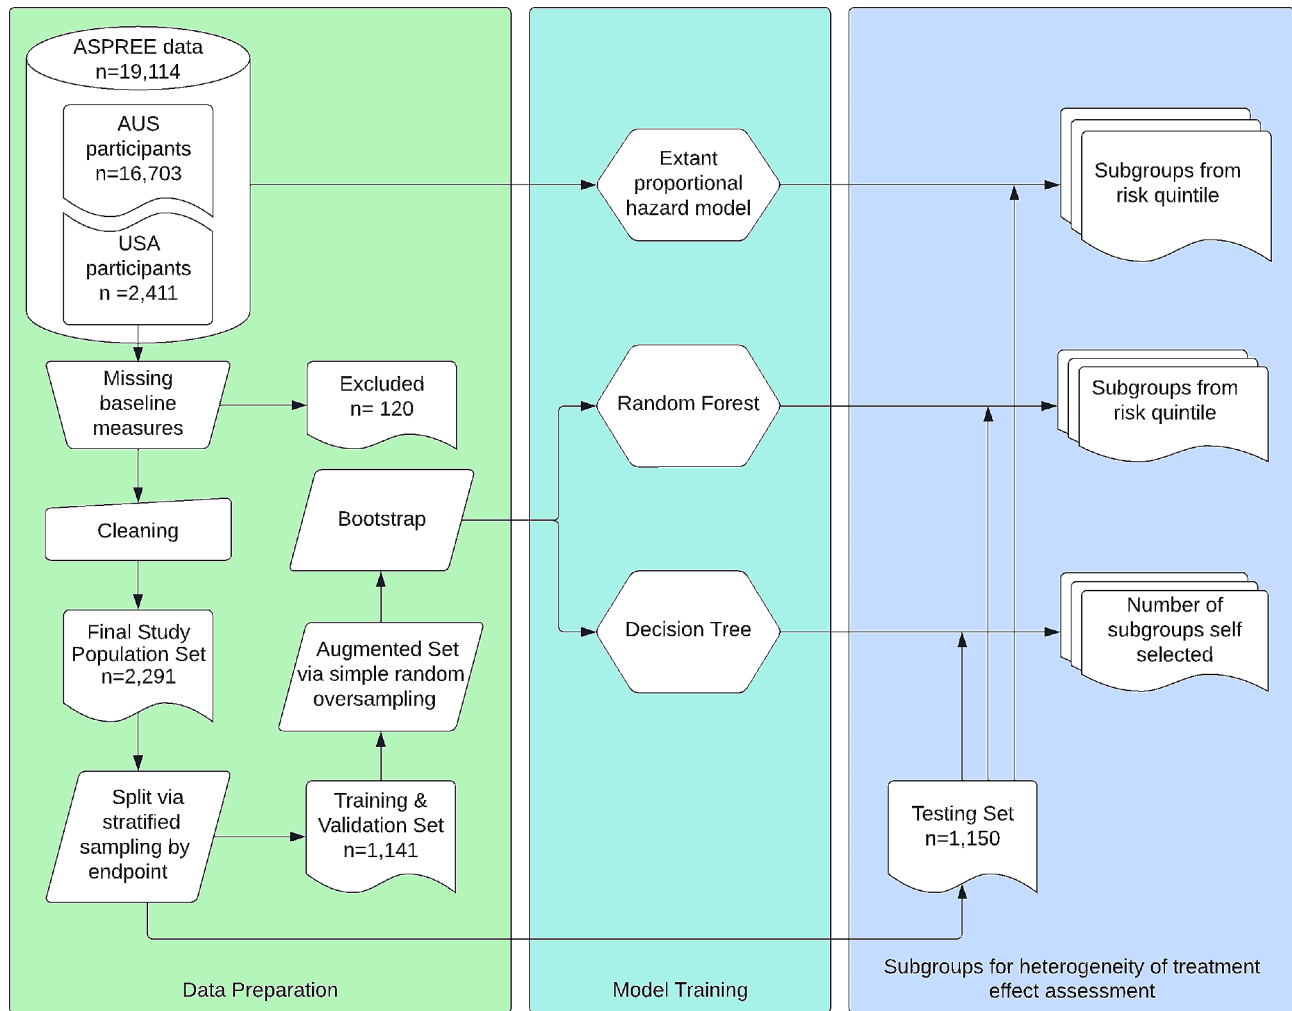 ASPREE data
n=19,114
AUS
participants
n=16,703
USA
participants
n =2,411
Missing
baseline
measures
Excluded
n= 120
Cleaning
Final Study
Population Set
n=2,291
Split via
stratified
sampling by
endpoint
Training &
Validation Set
n=1,141
Augmented Set
via simple random
oversampling
Bootstrap
Data Preparation
Extant
proportional
hazard model
Random Forest
Decision Tree
Model Training
Subgroups from
risk quintile
Subgroups from
risk quintile
Number of
subgroups self
selected
Testing Set
n=1,150
Subgroups for heterogeneity of treatment
effect assessment